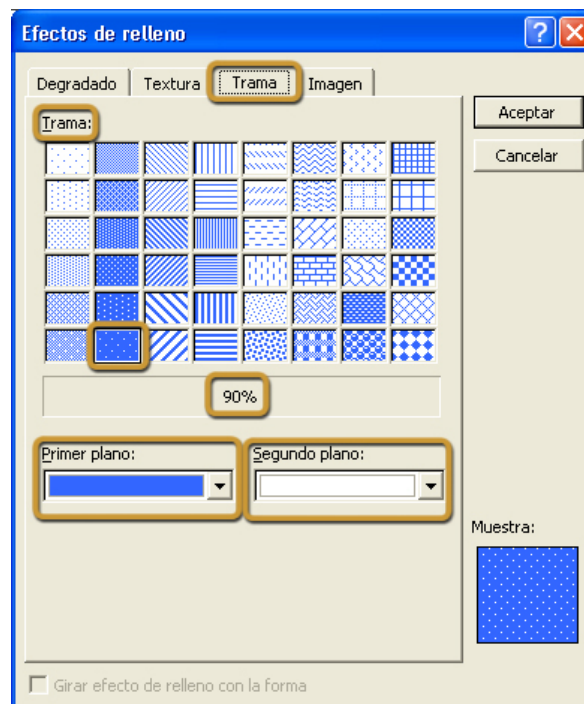 Efectos de relleno
Degradado Textura Trama Imagen
Aceptar
Trama:
Cancelar
90%
Primer plano: Segundo plano:
Muestra:
Girar efecto de relleno con la forma